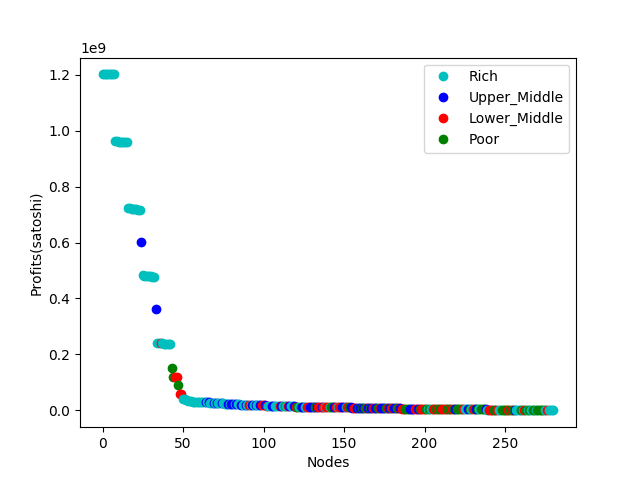 1e9
1.2
1.0
0.8
0.6
0.4
0.2
0.0
Profits(satoshi)
0
50
100
150
200
250
Nodes
Rich
Upper_Middle
Lower_Middle
Poor